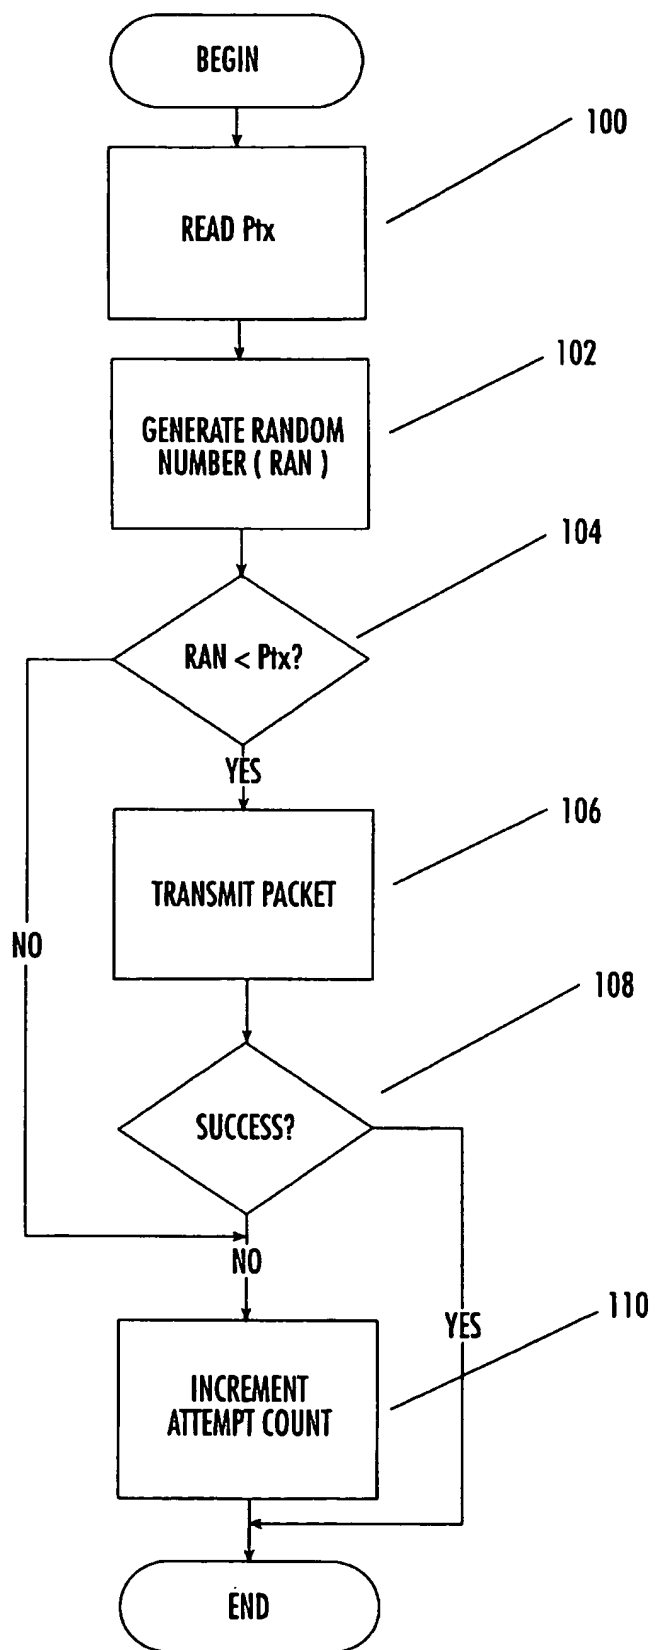 BEGIN
100
READ Ptx
102
GENERATE RANDOM
NUMBER ( RAN )
104
RAN < Ptx?
YES
106
TRANSMIT PACKET
NO
108
SUCCESS?
NO
YES
110
INCREMENT
ATTEMPT COUNT
END